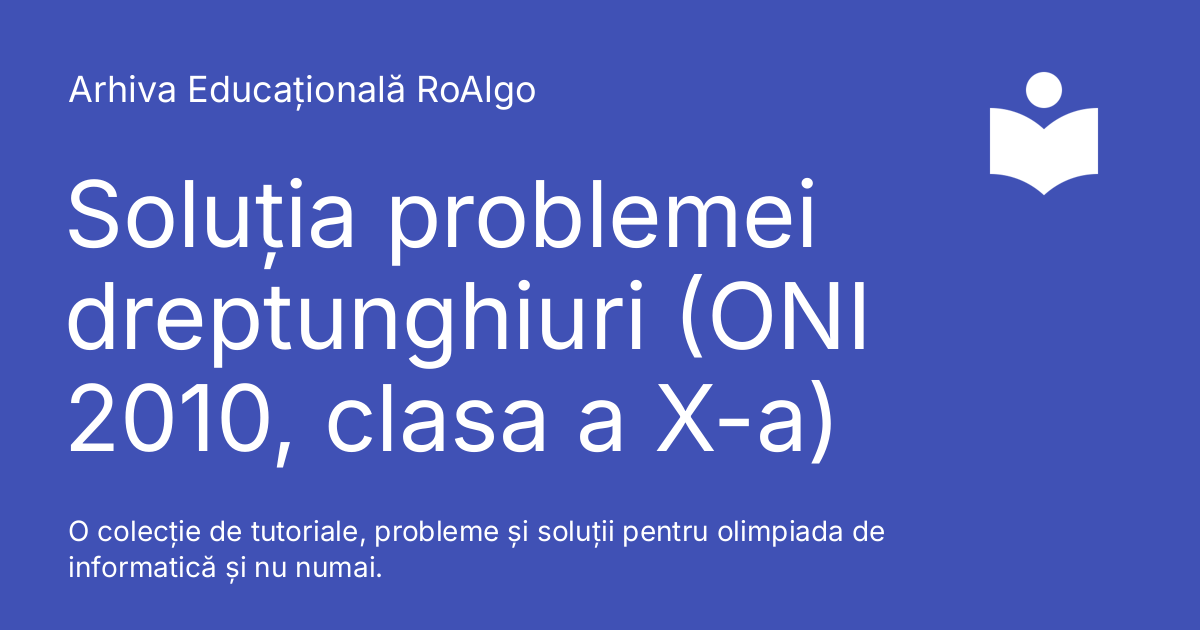 Arhiva Educațională RoAlgo
Soluția problemei
dreptunghiuri (ONI
2010, clasa a X-a)
O colecție de tutoriale, probleme și soluții pentru olimpiada de
informatică și nu numai.